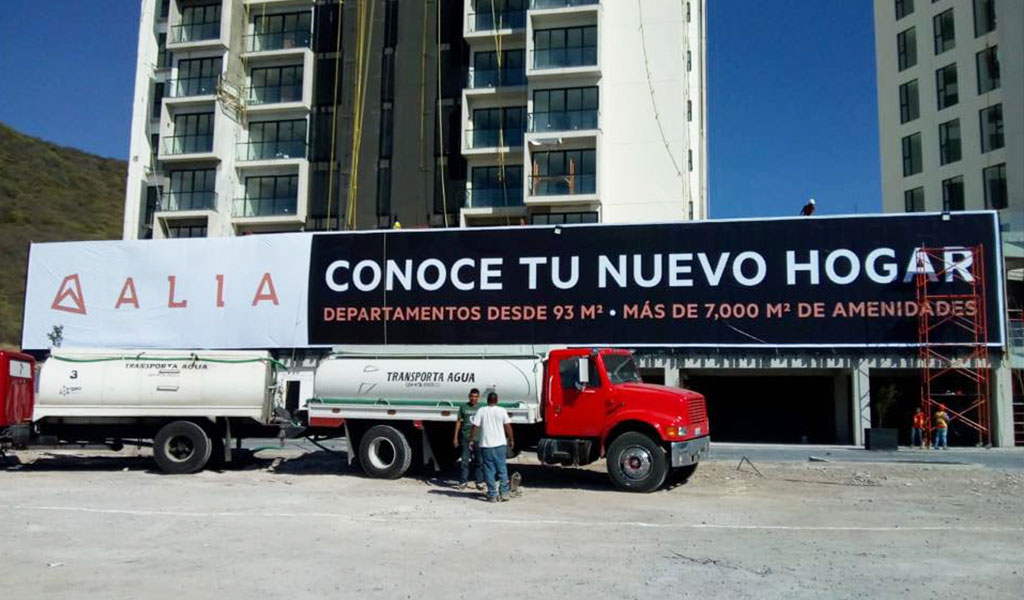 ALIA
CONOCE TU NUEVO HOGAR
DEPARTAMENTOS DESDE 93 M² • MÁS DE 7,000 M² DE AMENIDADES
TRANSPORTA AGUA
3
TRANSPORTA AGUA